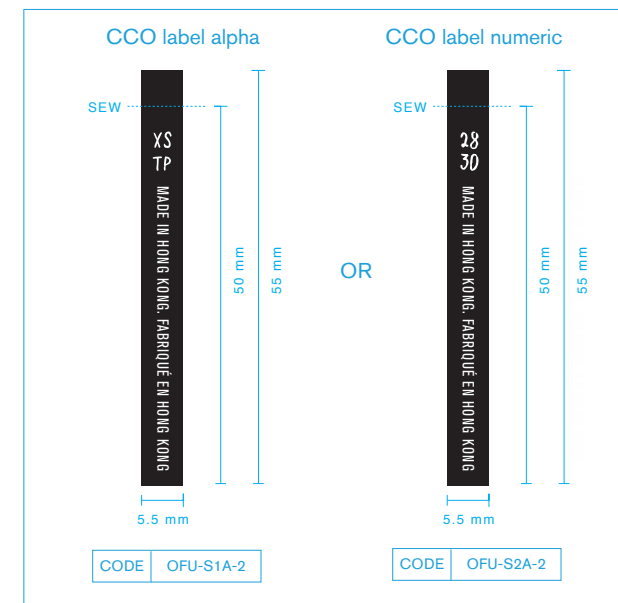 CCO label alpha
CCO label numeric
SEW
XS
TP
MADE IN HONG KONG. FABRIQUÉ EN HONG KONG
50 mm
55 mm
5.5 mm
CODE OFU-S1A-2
OR
SEW
28
30
MADE IN HONG KONG. FABRIQUÉ EN HONG KONG
50 mm
55 mm
5.5 mm
CODE OFU-S2A-2